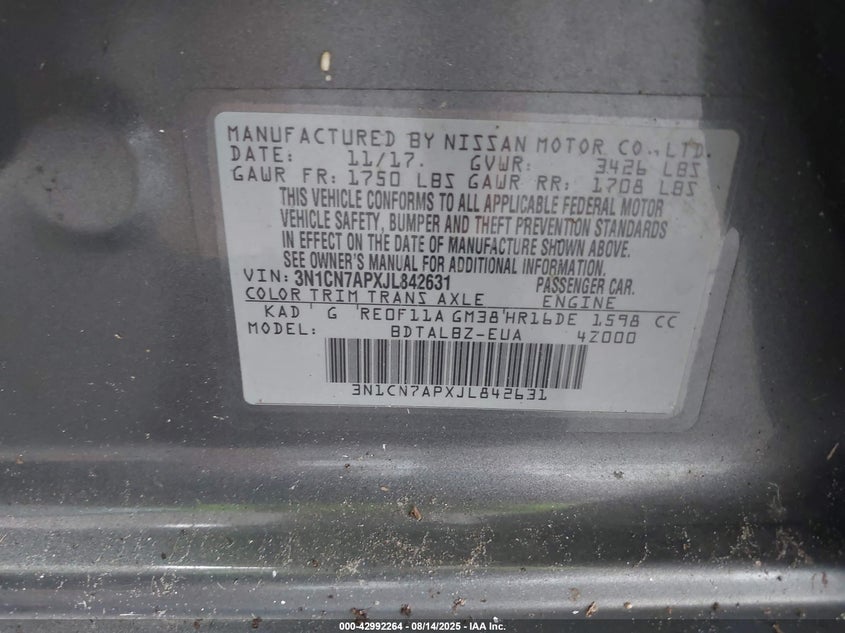 MANUFACTURED BY NISSAN MOTOR CO., LTD.
DATE: 11/17. GVWR: 3426 LBS
GAWR FR: 1750 LBS GAWR RR: 1708 LBS
THIS VEHICLE CONFORMS TO ALL APPLICABLE FEDERAL MOTOR
VEHICLE SAFETY, BUMPER AND THEFT PREVENTION STANDARDS
IN EFFECT ON THE DATE OF MANUFACTURE SHOWN ABOVE.
SEE OWNER'S MANUAL FOR ADDITIONAL INFORMATION.
VIN: 3N1CN7APXJL842631 PASSENGER CAR.
COLOR TRIM TRANS AXLE ENGINE
KAD G RE0F11A GM38 HR16DE 1598 CC
MODEL: BDTALBZ-EUA 4Z000
3N1CN7APXJL842631
000-42992264 - 08/14/2025 - IAA Inc.